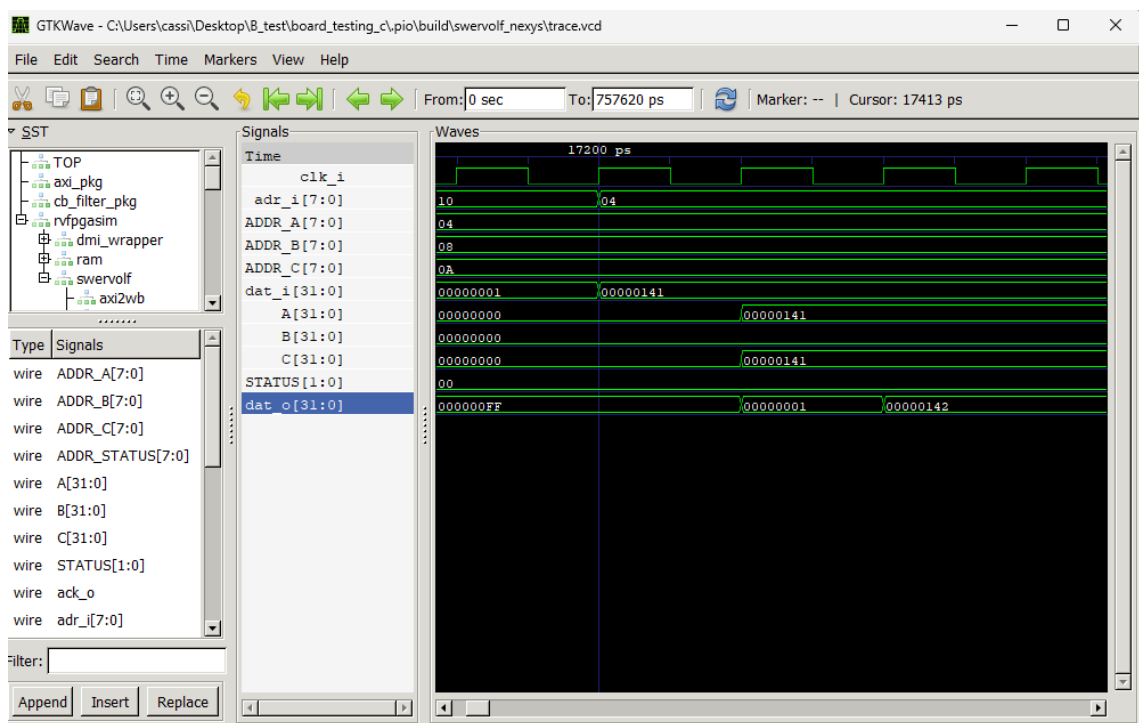 GTKWave - C:\Users\cassi\Desktop\B_test\board_testing_c\.pio\build\swervolf_nexys\trace.vcd
File Edit Search Time Markers View Help
From: 0 sec To: 757620 ps Marker: -- | Cursor: 17413 ps
SST
TOP
axi_pkg
cb_filter_pkg
rvfpgasim
dmi_wrapper
ram
swervolf
axi2wb
Type Signals
wire ADDR_A[7:0]
wire ADDR_B[7:0]
wire ADDR_C[7:0]
wire ADDR_STATUS[7:0]
wire A[31:0]
wire B[31:0]
wire C[31:0]
wire STATUS[1:0]
wire ack_o
wire adr_i[7:0]
Filter:
Append Insert Replace
Signals
Time
clk_i
adr_i[7:0]
ADDR_A[7:0]
ADDR_B[7:0]
ADDR_C[7:0]
dat_i[31:0]
A[31:0]
B[31:0]
C[31:0]
STATUS[1:0]
dat_o[31:0]
Waves
17200 ps
10 04
04
08
0A
00000001 00000141
00000000 00000141
00000000
00000000 00000141
00
000000FF 00000001 00000142